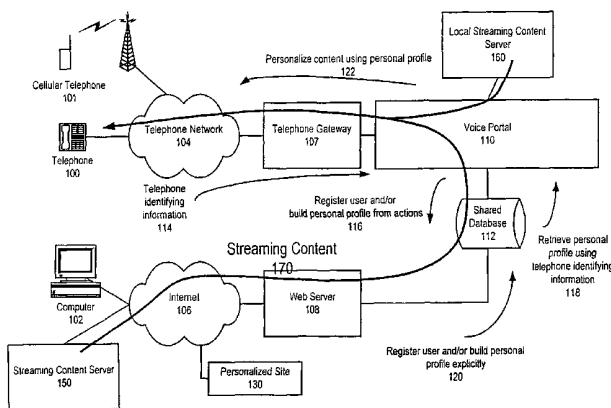 Local Streaming Content
Server
160
Personalize content using personal profile
122
Cellular Telephone
101
Telephone Network
104
Telephone Gateway
107
Voice Portal
110
Telephone
100
Telephone
identifying
information
114
Register user and/or
build personal profile from actions
116
Shared
Database
112
Retrieve personal
profile using
telephone identifying
information
118
Streaming Content
170
Computer
102
Internet
106
Web Server
108
Register user and/or build personal
profile explicitly
120
Streaming Content Server
150
Personalized Site
130